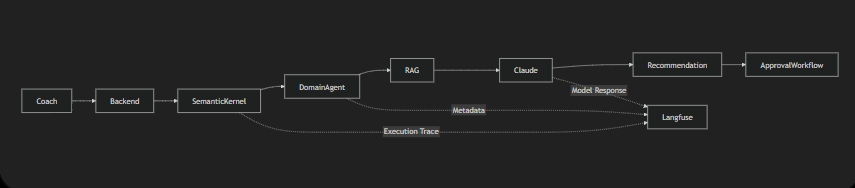 Coach
Backend
SemanticKernel
DomainAgent
RAG
Claude
Recommendation
ApprovalWorkflow
Model Response
Metadata
Langfuse
Execution Trace